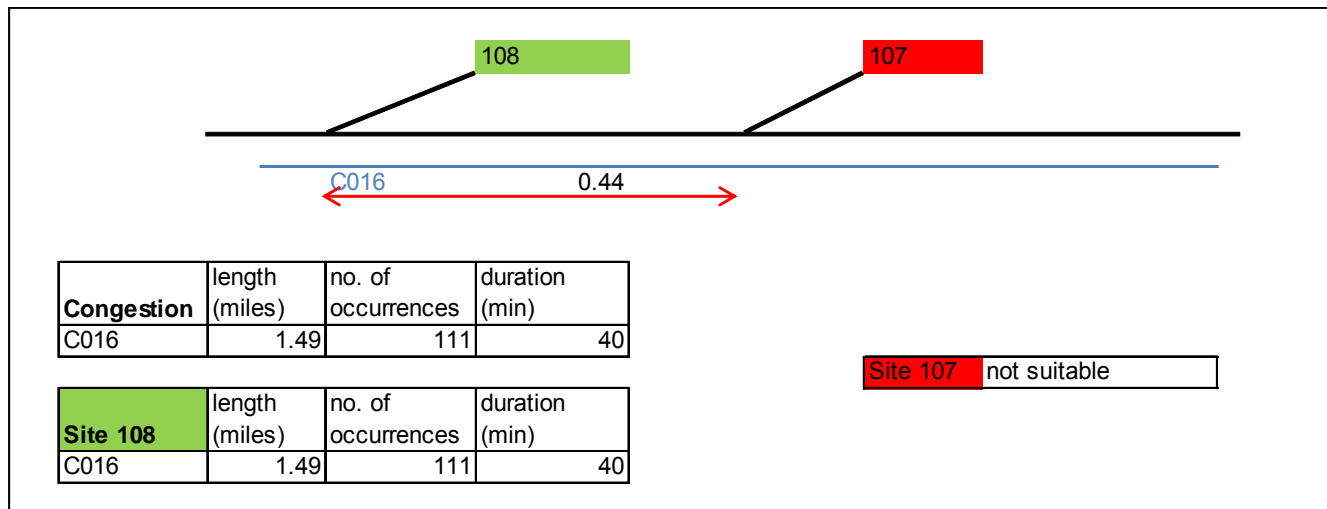 108 107
C016 0.44
Congestion length (miles) no. of occurrences duration (min)
C016 1.49 111 40
Site 107 not suitable
Site 108 length (miles) no. of occurrences duration (min)
C016 1.49 111 40